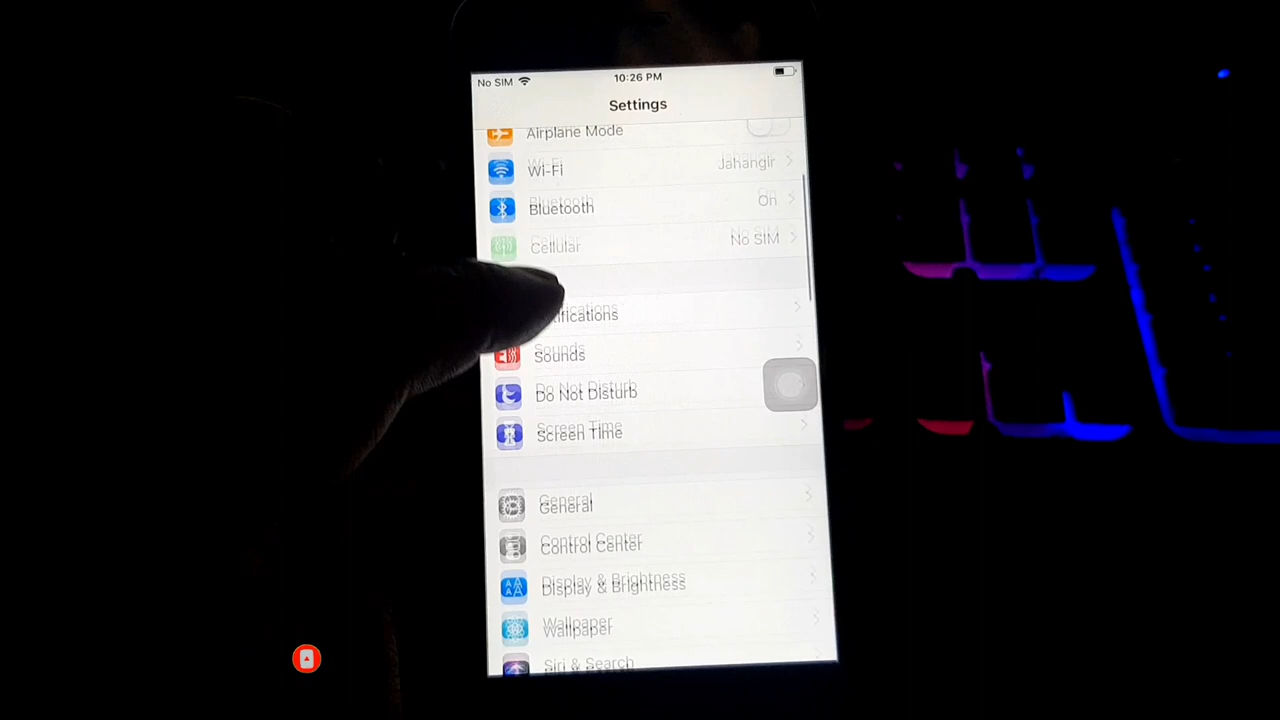 No SIM 10:26 PM
Settings
Airplane Mode
Wi-Fi Jahangir
Bluetooth On
Cellular No SIM
tifications
Sounds
Do Not Disturb
Screen Time
General
Control Center
Display & Brightness
Wallpaper
Siri & Search